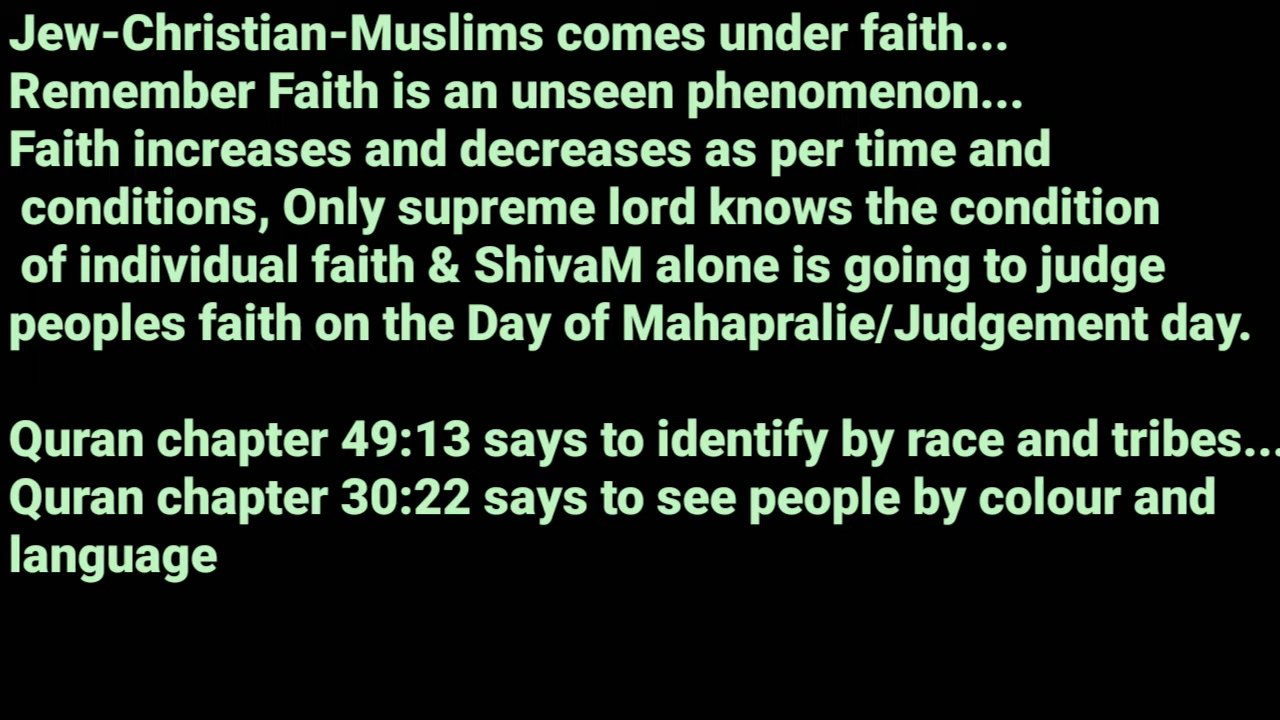 Jew-Christian-Muslims comes under faith...
Remember Faith is an unseen phenomenon...
Faith increases and decreases as per time and
conditions, Only supreme lord knows the condition
of individual faith & ShivaM alone is going to judge
peoples faith on the Day of Mahapralie/Judgement day.
Quran chapter 49:13 says to identify by race and tribes...
Quran chapter 30:22 says to see people by colour and
language